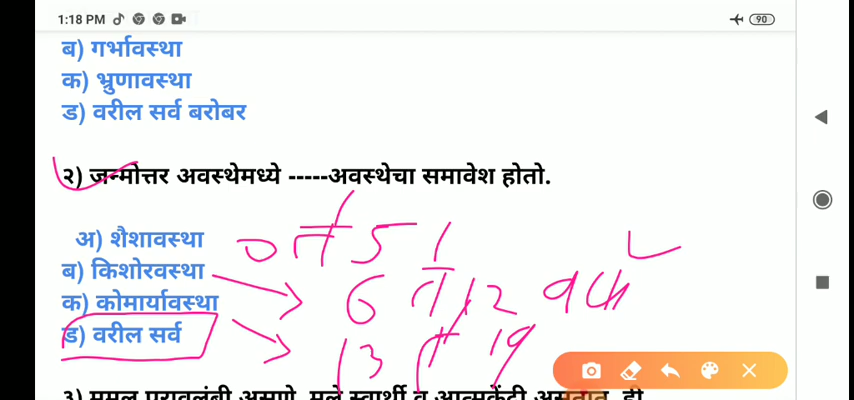 1:18 PM 90
ब) गर्भावस्था
क) भ्रुणावस्था
ड) वरील सर्व बरोबर
२) जन्मोत्तर अवस्थेमध्ये -----अवस्थेचा समावेश होतो.
अ) शैशावस्था 0 ते 5
ब) किशोरवस्था
6 ते 12
क) कोमार्यावस्था
ड) वरील सर्व 13 ते 19